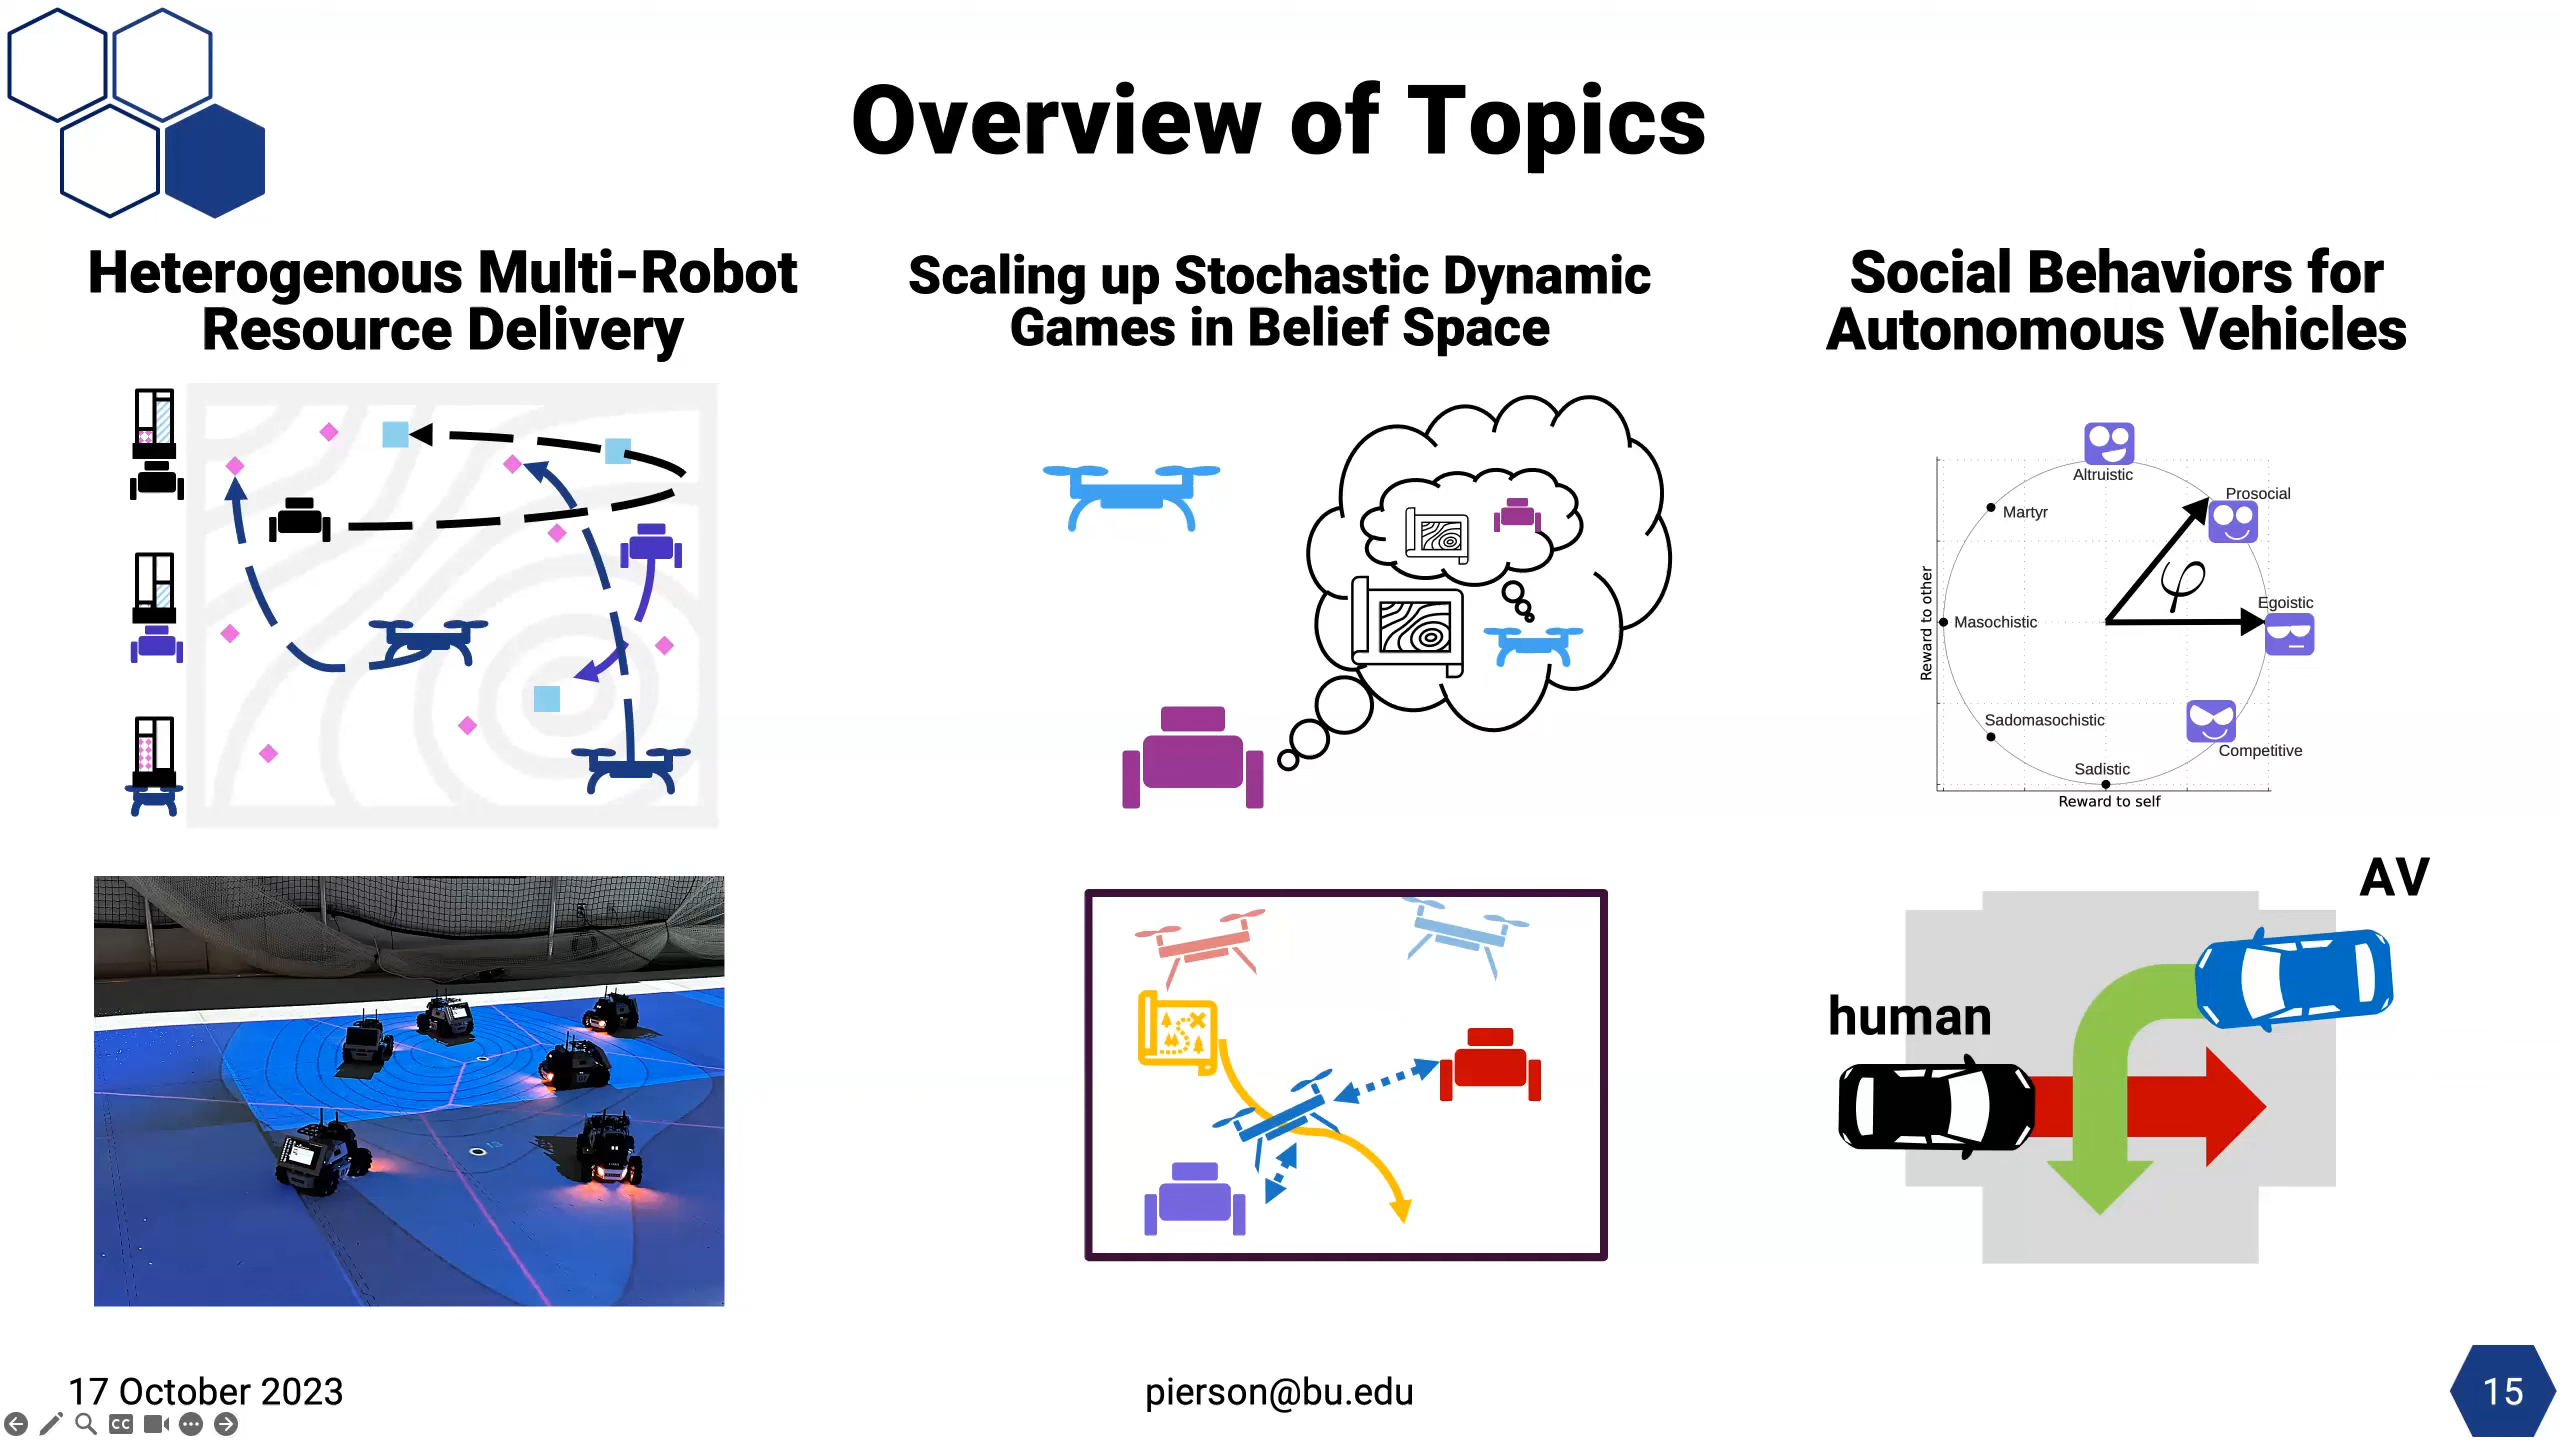 Overview of Topics
Heterogenous Multi-Robot
Resource Delivery
Scaling up Stochastic Dynamic
Games in Belief Space
Social Behaviors for
Autonomous Vehicles
Altruistic
Prosocial
Martyr
φ
Egoistic
Masochistic
Reward to other
Sadomasochistic
Competitive
Sadistic
Reward to self
AV
human
17 October 2023
pierson@bu.edu
15
CC